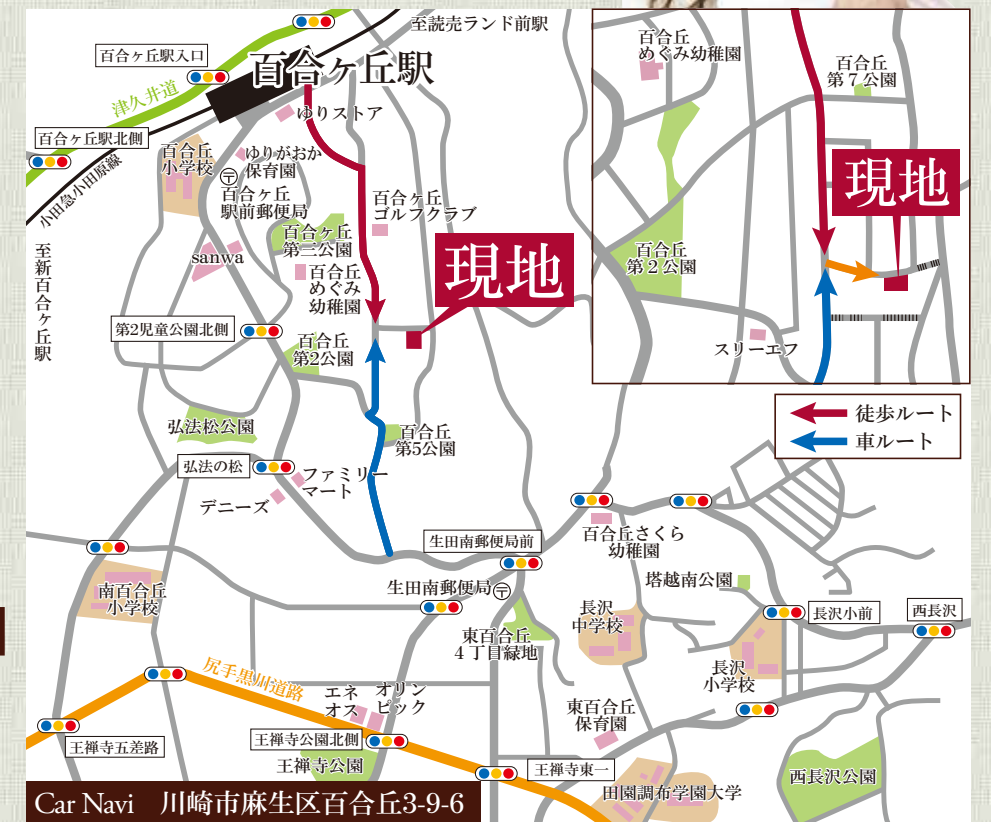 至読売ランド前駅
百合ヶ丘駅入口
百合ヶ丘駅
津久井道
ゆりストア
百合ヶ丘駅北側
百合丘
小学校
ゆりがおか
保育園
〒
百合ヶ丘
駅前郵便局
小田急小田原線
百合ヶ丘
ゴルフクラブ
百合ヶ丘
第三公園
sanwa
至新百合ヶ丘駅
百合丘
めぐみ
幼稚園
現地
第2児童公園北側
百合丘
第2公園
弘法松公園
百合丘
第5公園
弘法の松
ファミリー
マート
デニーズ
百合丘
めぐみ幼稚園
百合丘
第7公園
現地
百合丘
第2公園
スリーエフ
徒歩ルート
車ルート
生田南郵便局前
百合丘さくら
幼稚園
生田南郵便局
〒
塔越南公園
南百合丘
小学校
長沢
中学校
長沢小前
西長沢
東百合丘
4丁目緑地
長沢
小学校
尻手黒川道路
エネ
オス
オリン
ピック
東百合丘
保育園
王禅寺五差路
王禅寺公園北側
王禅寺公園
王禅寺東一
西長沢公園
田園調布学園大学
Car Navi 川崎市麻生区百合丘3-9-6